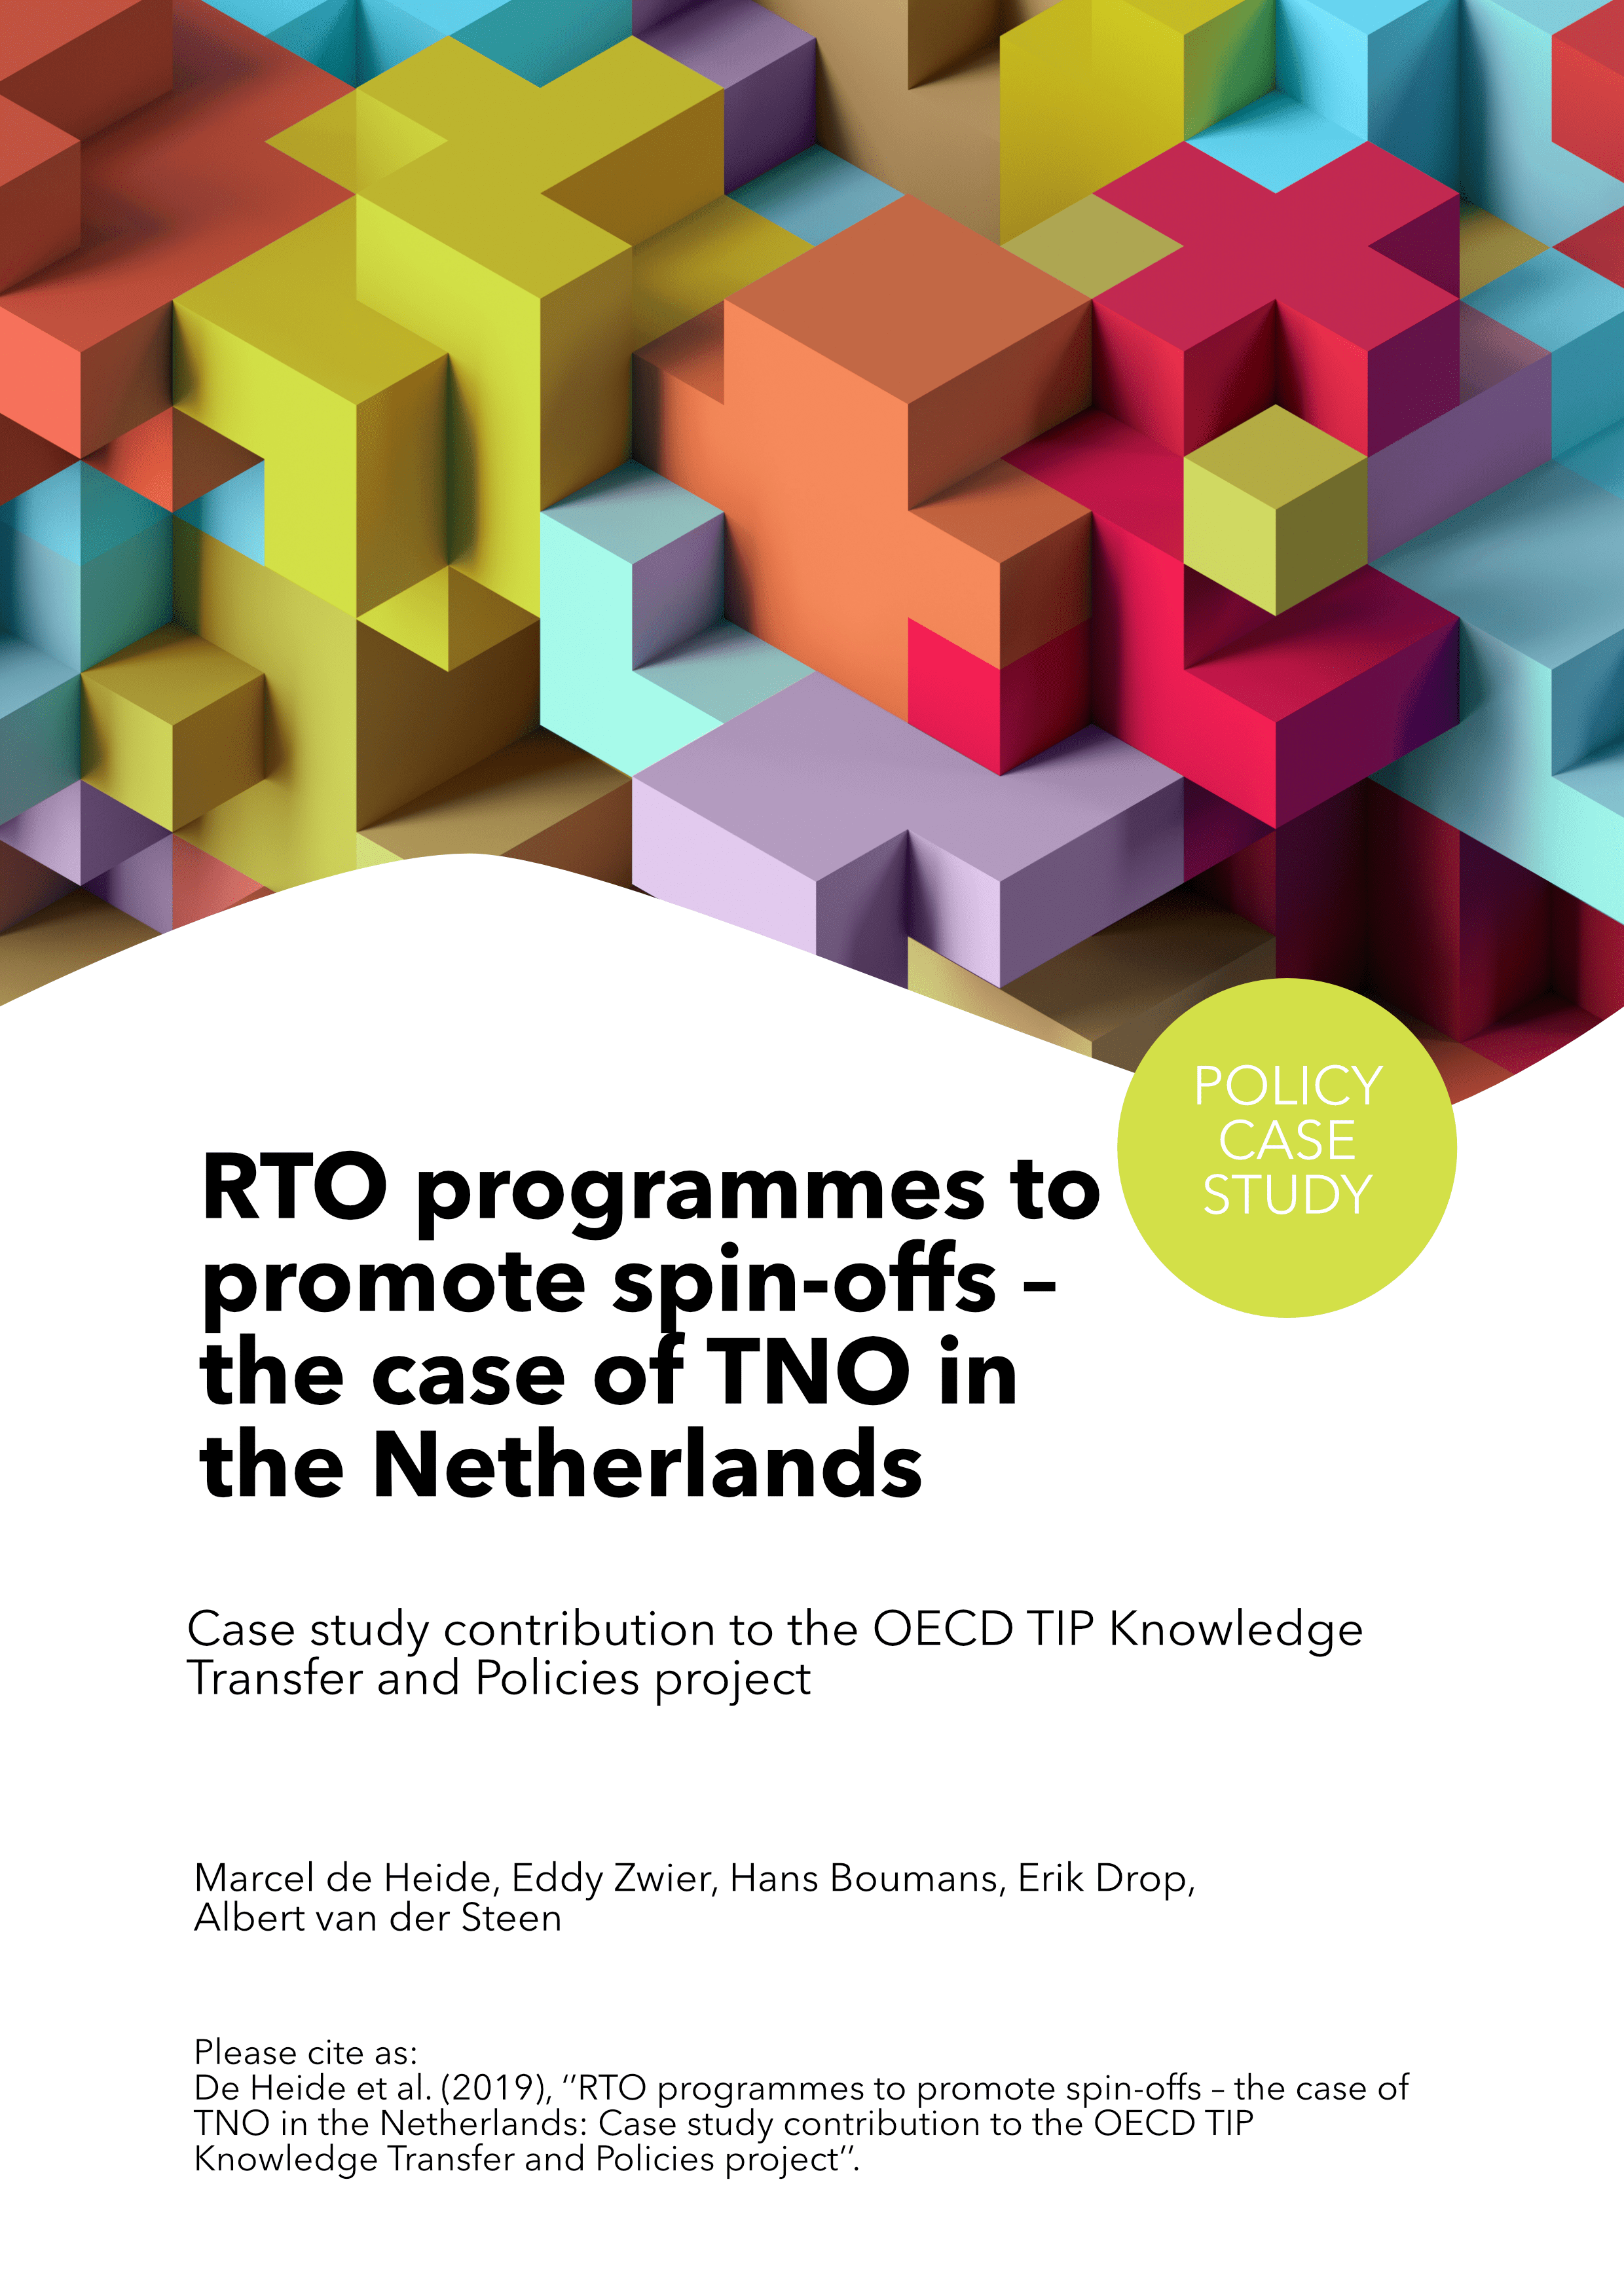 POLICY
CASE
STUDY
RTO programmes to
promote spin-offs –
the case of TNO in
the Netherlands
Case study contribution to the OECD TIP Knowledge
Transfer and Policies project
Marcel de Heide, Eddy Zwier, Hans Boumans, Erik Drop,
Albert van der Steen
Please cite as:
De Heide et al. (2019), “RTO programmes to promote spin-offs – the case of
TNO in the Netherlands: Case study contribution to the OECD TIP
Knowledge Transfer and Policies project”.